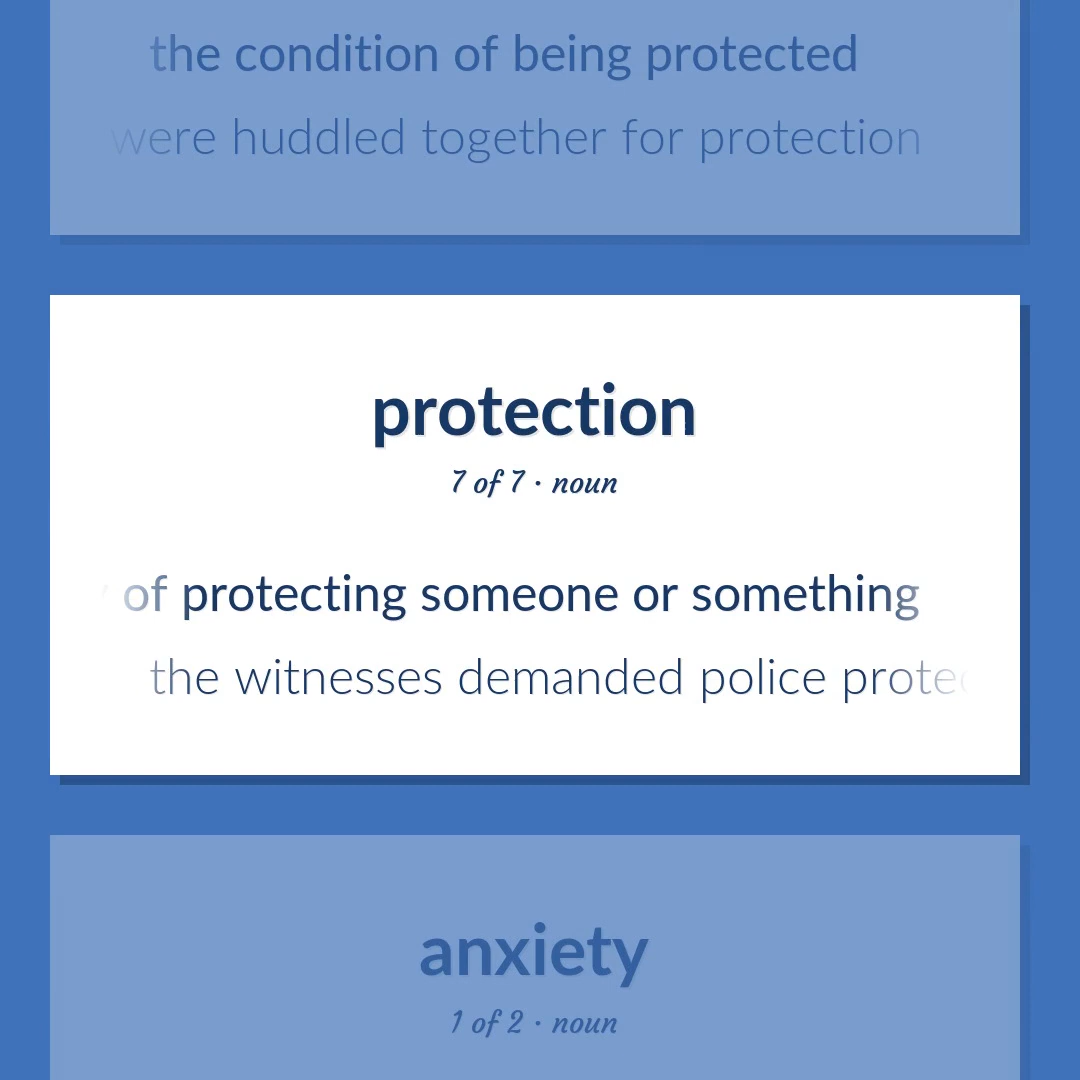 the condition of being protected
were huddled together for protection
protection
7 of 7 · noun
of protecting someone or something
the witnesses demanded police
anxiety
1 of 2 · noun